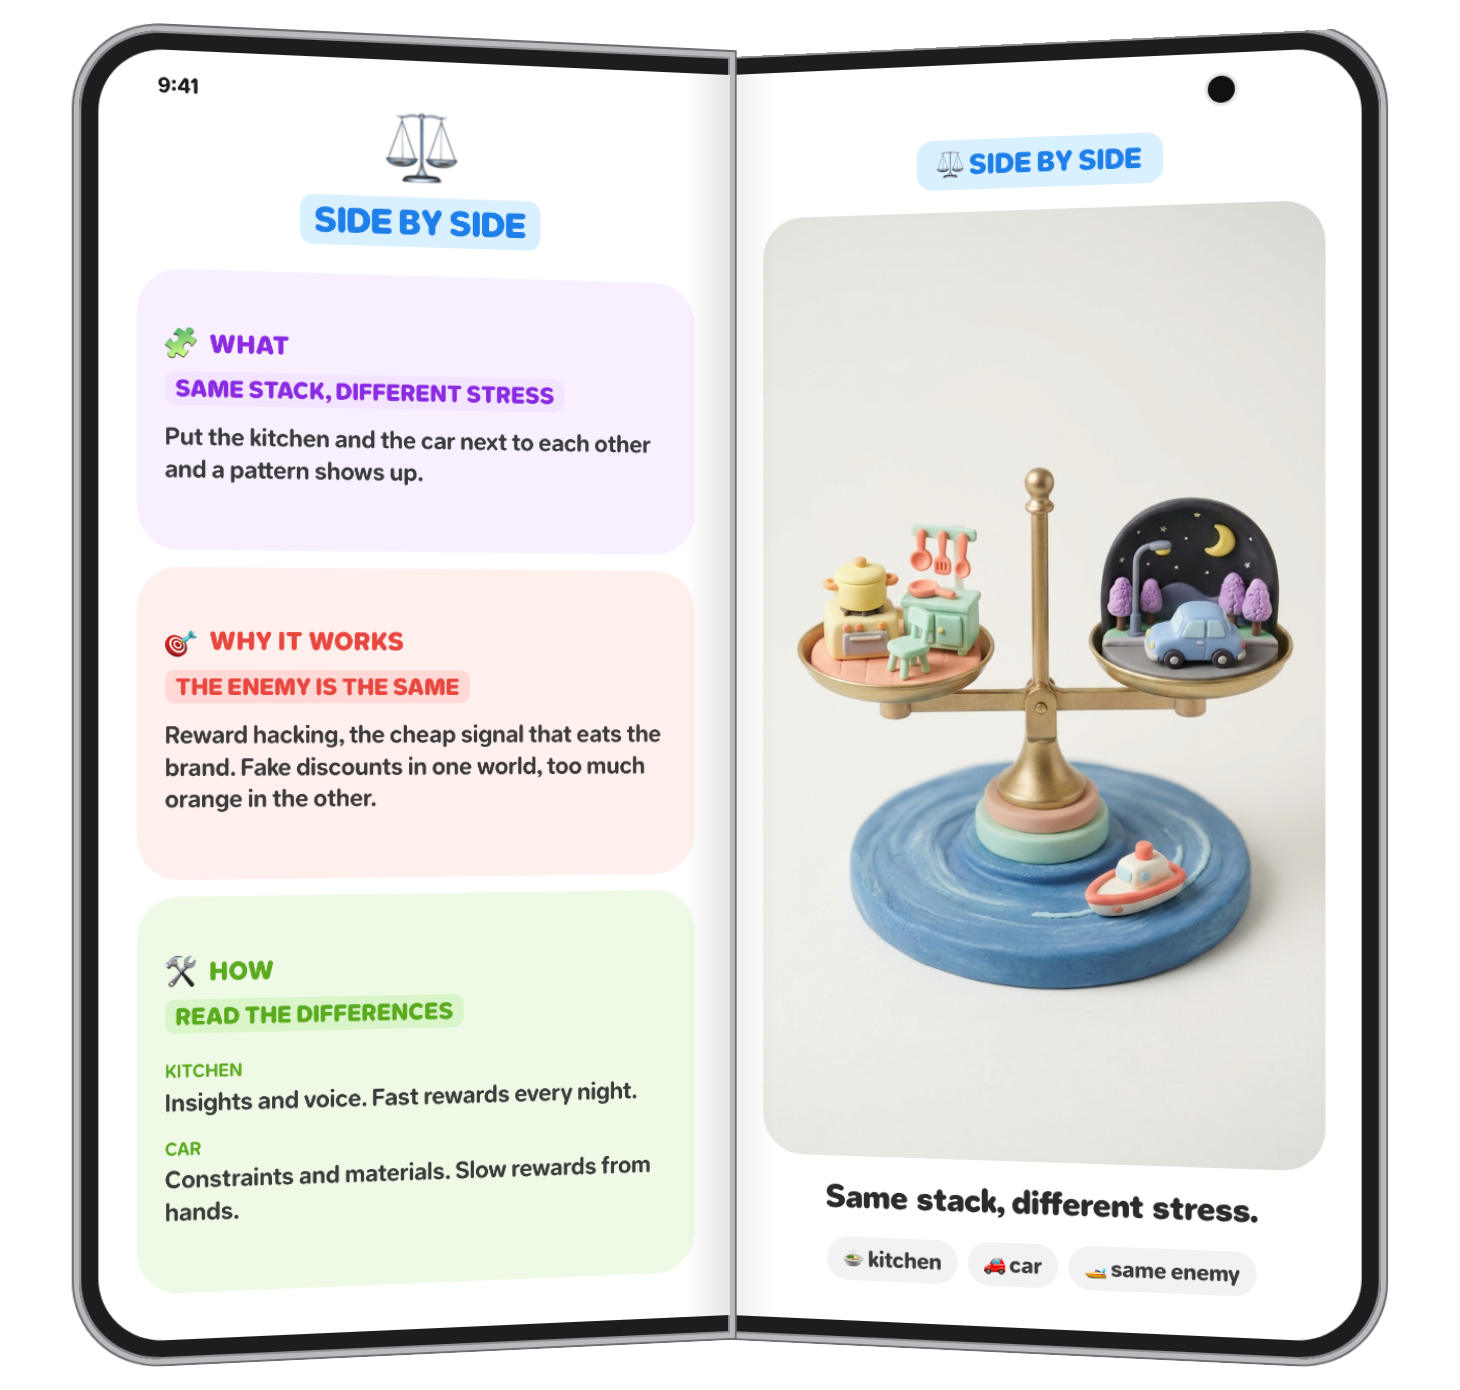 9:41
SIDE BY SIDE
WHAT
SAME STACK, DIFFERENT STRESS
Put the kitchen and the car next to each other
and a pattern shows up.
WHY IT WORKS
THE ENEMY IS THE SAME
Reward hacking, the cheap signal that eats the
brand. Fake discounts in one world, too much
orange in the other.
HOW
READ THE DIFFERENCES
KITCHEN
Insights and voice. Fast rewards every night.
CAR
Constraints and materials. Slow rewards from
hands.
SIDE BY SIDE
Same stack, different stress.
kitchen
car
same enemy